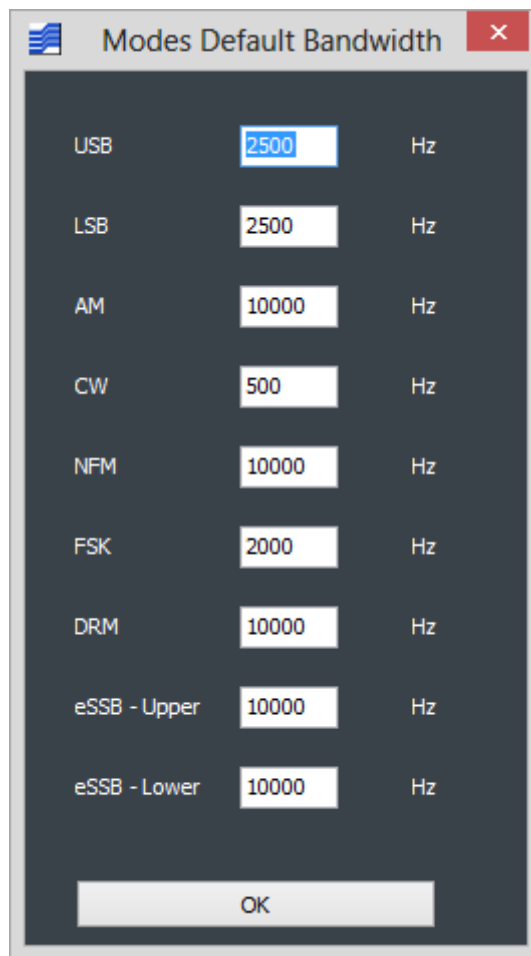 Modes Default Bandwidth
USB 2500 Hz
LSB 2500 Hz
AM 10000 Hz
CW 500 Hz
NFM 10000 Hz
FSK 2000 Hz
DRM 10000 Hz
eSSB - Upper 10000 Hz
eSSB - Lower 10000 Hz
OK